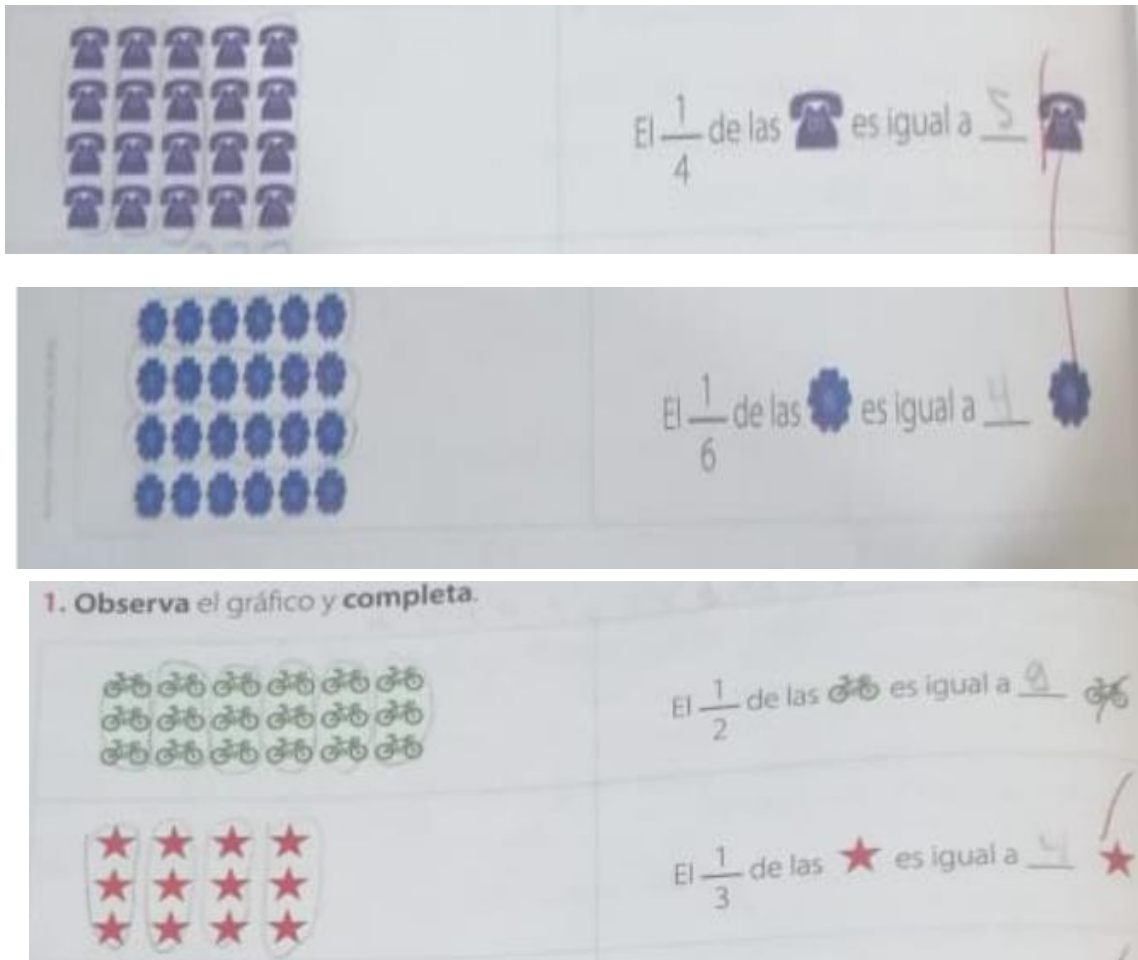 El 1/4 de las es igual a 5
El 1/6 de las es igual a 4
1. Observa el gráfico y completa.
El 1/2 de las es igual a 9
El 1/3 de las es igual a 4